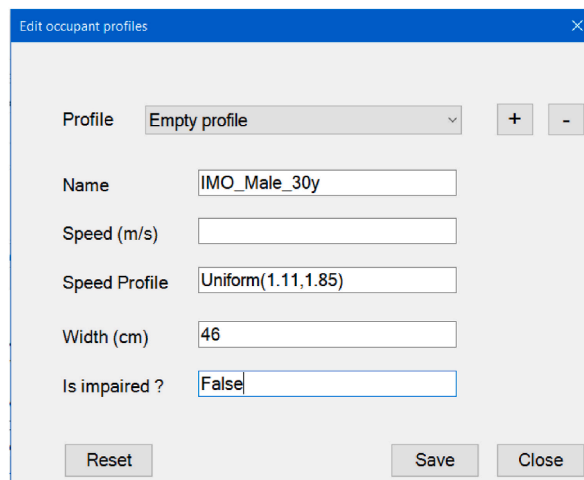 Edit occupant profiles
Profile Empty profile + -
Name IMO_Male_30y
Speed (m/s)
Speed Profile Uniform(1.11,1.85)
Width (cm) 46
Is impaired ? False
Reset Save Close